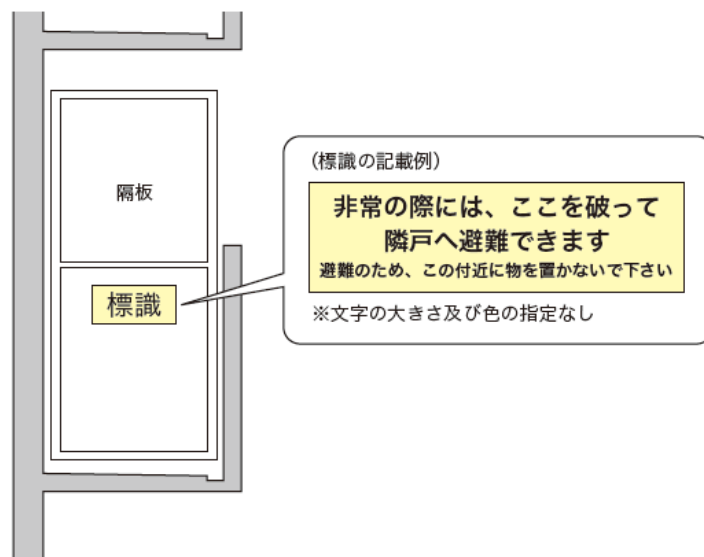 隔板
標識
(標識の記載例)
非常の際には、ここを破って
隣戸へ避難できます
避難のため、この付近に物を置かないで下さい
※文字の大きさ及び色の指定なし